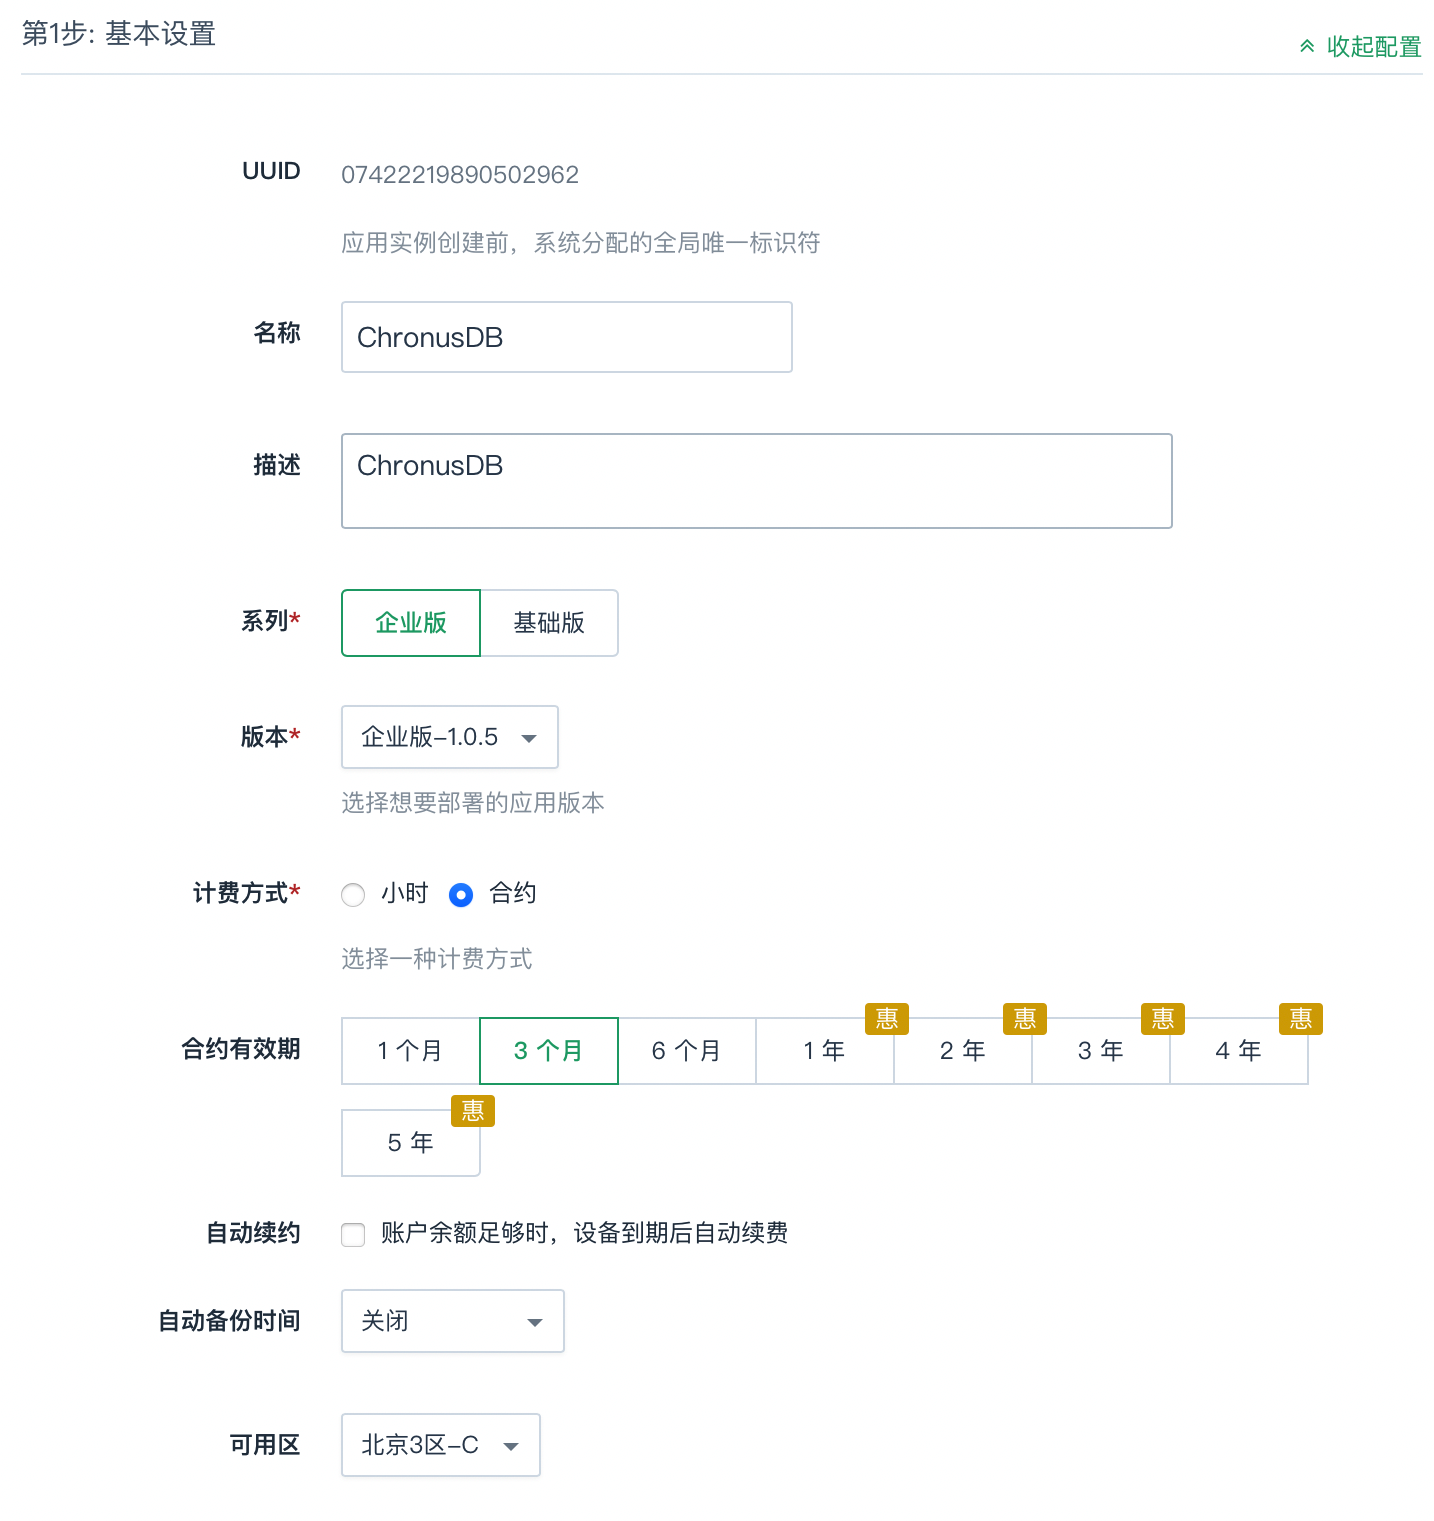 第1步: 基本设置
收起配置
UUID 07422219890502962
应用实例创建前，系统分配的全局唯一标识符
名称 ChronusDB
描述 ChronusDB
系列* 企业版 基础版
版本* 企业版-1.0.5
选择想要部署的应用版本
计费方式* 小时 合约
选择一种计费方式
惠 惠 惠 惠
合约有效期 1 个月 3 个月 6 个月 1 年 2 年 3 年 4 年
惠
5 年
自动续约 账户余额足够时，设备到期后自动续费
自动备份时间 关闭
可用区 北京3区-C